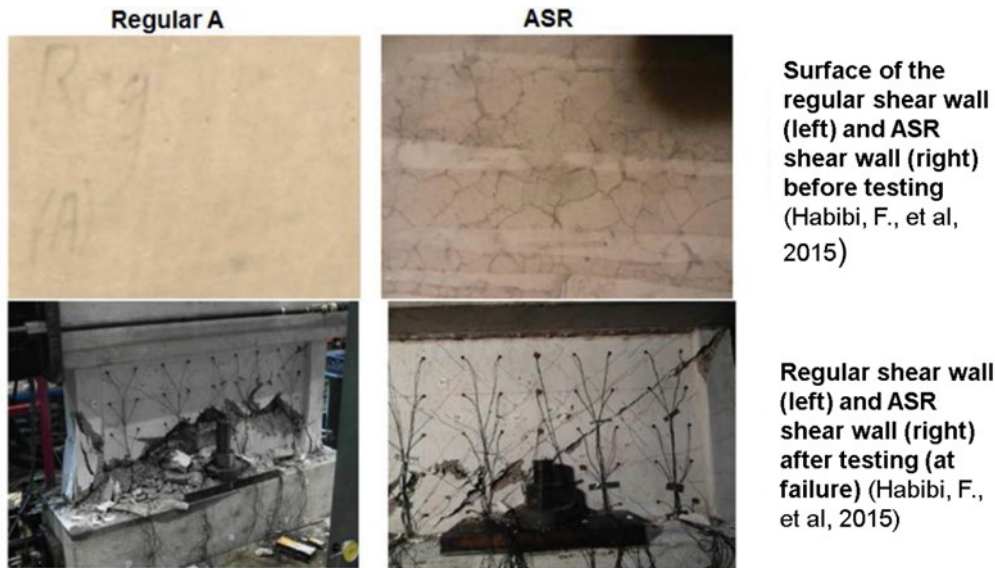 Regular A
ASR
Reg
(A)
Surface of the
regular shear wall
(left) and ASR
shear wall (right)
before testing
(Habibi, F., et al,
2015)
Regular shear wall
(left) and ASR
shear wall (right)
after testing (at
failure) (Habibi, F.,
et al, 2015)